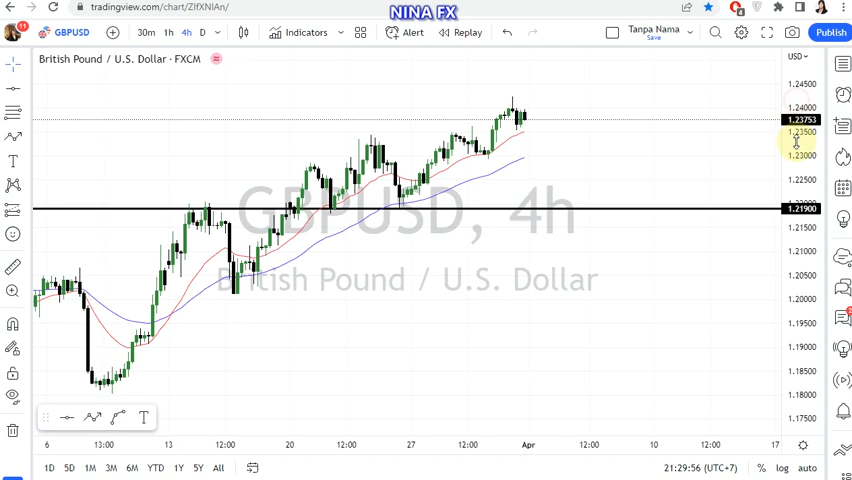 tradingview.com/chart/ZIfXNIAn/
NINA FX
11
GBPUSD
30m 1h 4h D
Indicators
Alert
Replay
Tanpa Nama
Save
Publish
British Pound / U.S. Dollar · FXCM
USD
1.24500
1.24000
1.23753
1.23500
1.23000
1.22500
1.21900
1.21500
1.21000
1.20500
1.20000
1.19500
1.19000
1.18500
1.18000
1.17500
GBPUSD, 4h
British Pound / U.S. Dollar
6 13:00 13 12:00 20 12:00 27 12:00 Apr 12:00 10 12:00 17
1D 5D 1M 3M 6M YTD 1Y 5Y All
21:29:56 (UTC+7)
% log auto